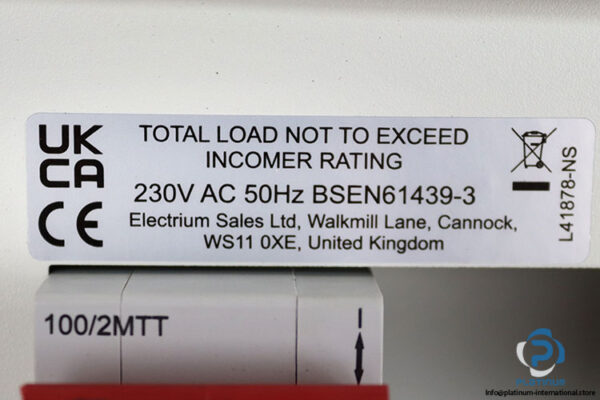 UK
CA
CE
TOTAL LOAD NOT TO EXCEED
INCOMER RATING
230V AC 50Hz BSEN61439-3
Electrium Sales Ltd, Walkmill Lane, Cannock,
WS11 0XE, United Kingdom
L41878-NS
100/2MTT
I
PLATINUM
info@platinum-international.store